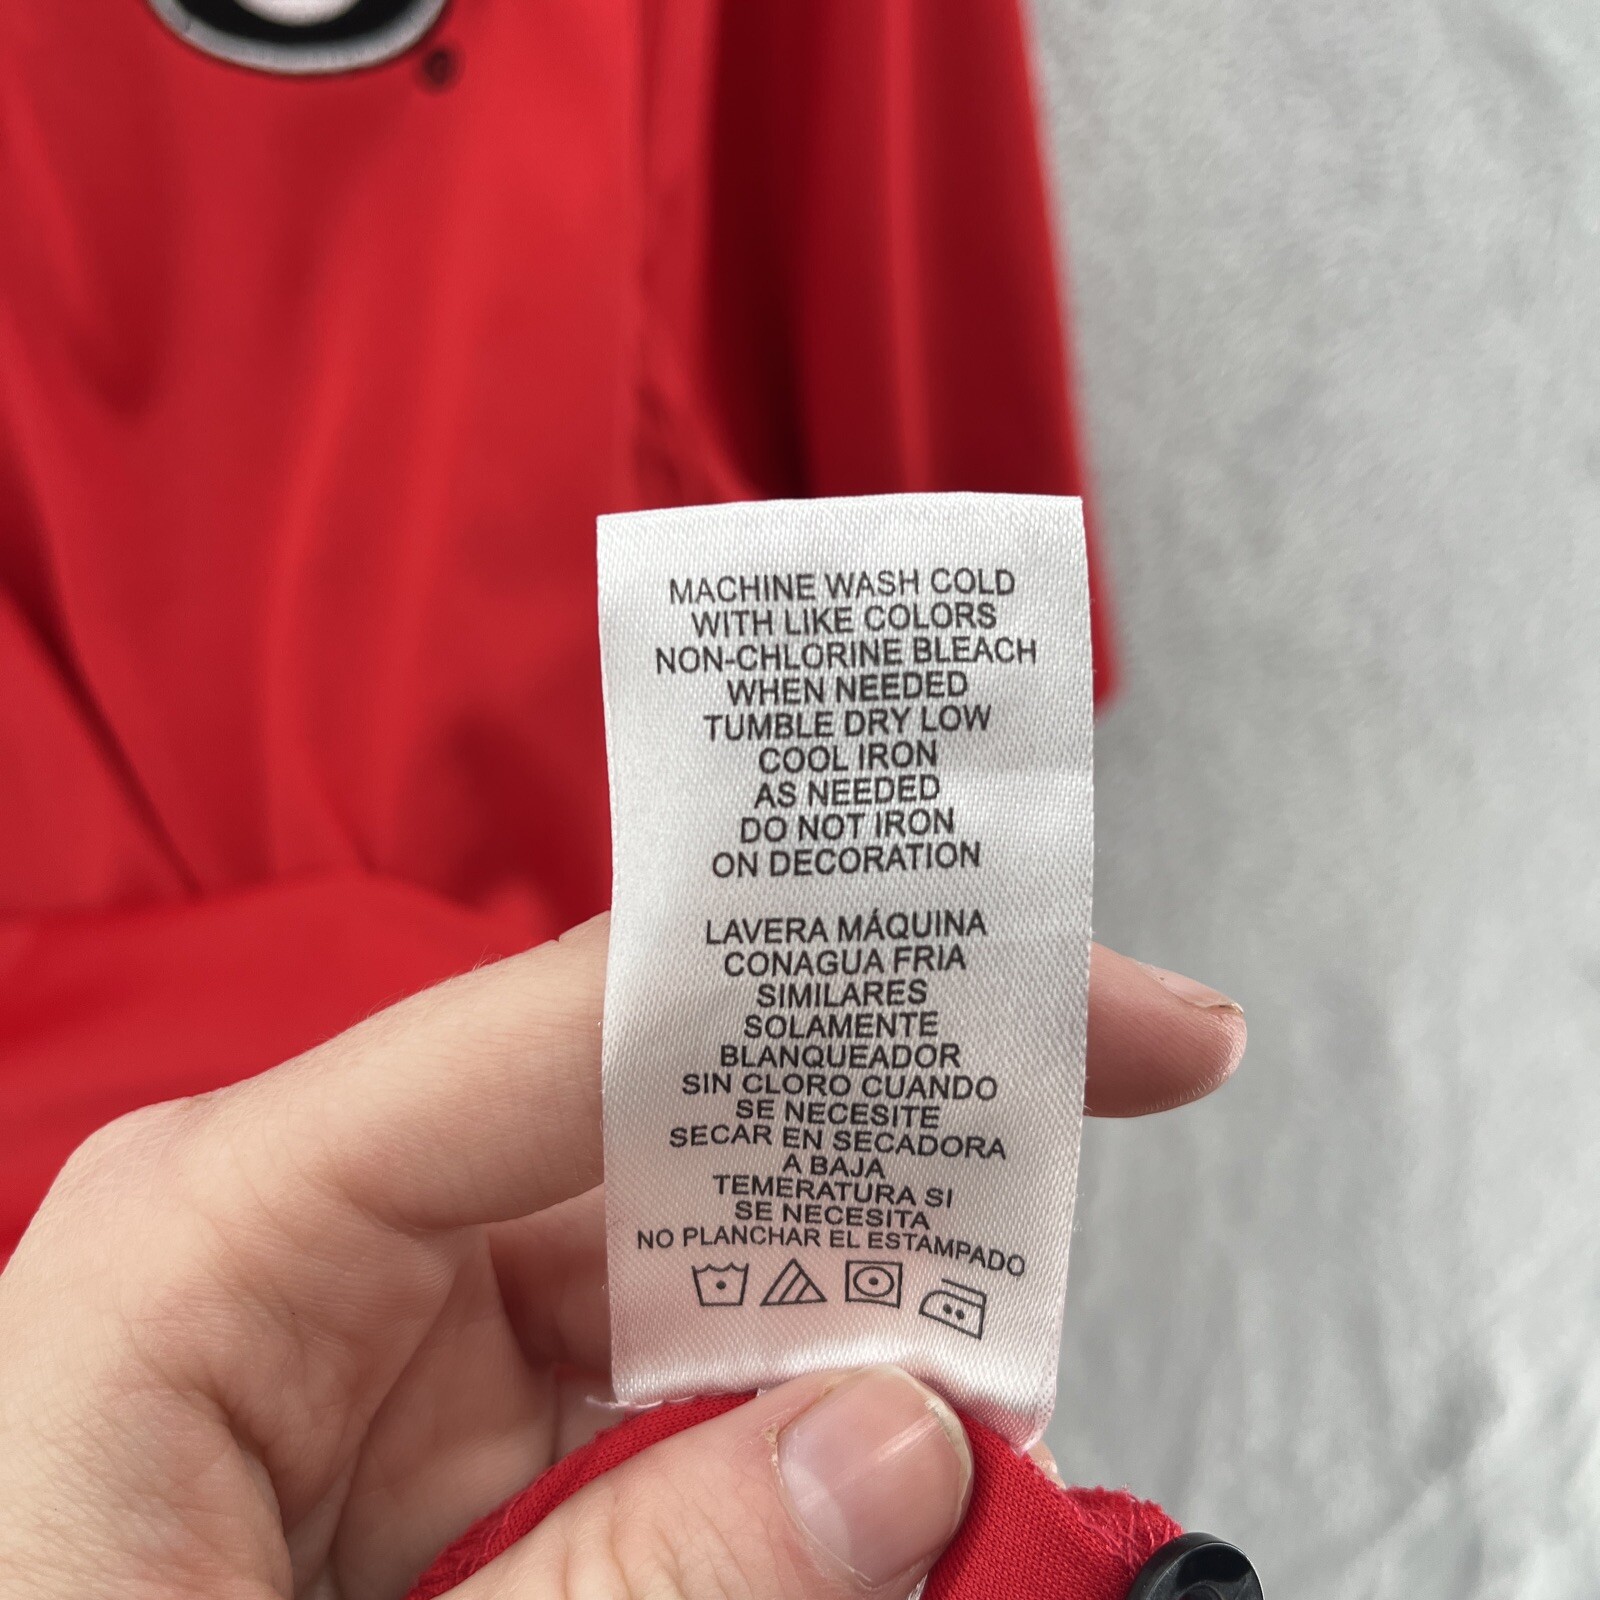 MACHINE WASH COLD
WITH LIKE COLORS
NON-CHLORINE BLEACH
WHEN NEEDED
TUMBLE DRY LOW
COOL IRON
AS NEEDED
DO NOT IRON
ON DECORATION
LAVERA MÁQUINA
CONAGUA FRIA
SIMILARES
SOLAMENTE
BLANQUEADOR
SIN CLORO CUANDO
SE NECESITE
SECAR EN SECADORA
A BAJA
TEMERATURA SI
SE NECESITA
NO PLANCHAR EL ESTAMPADO